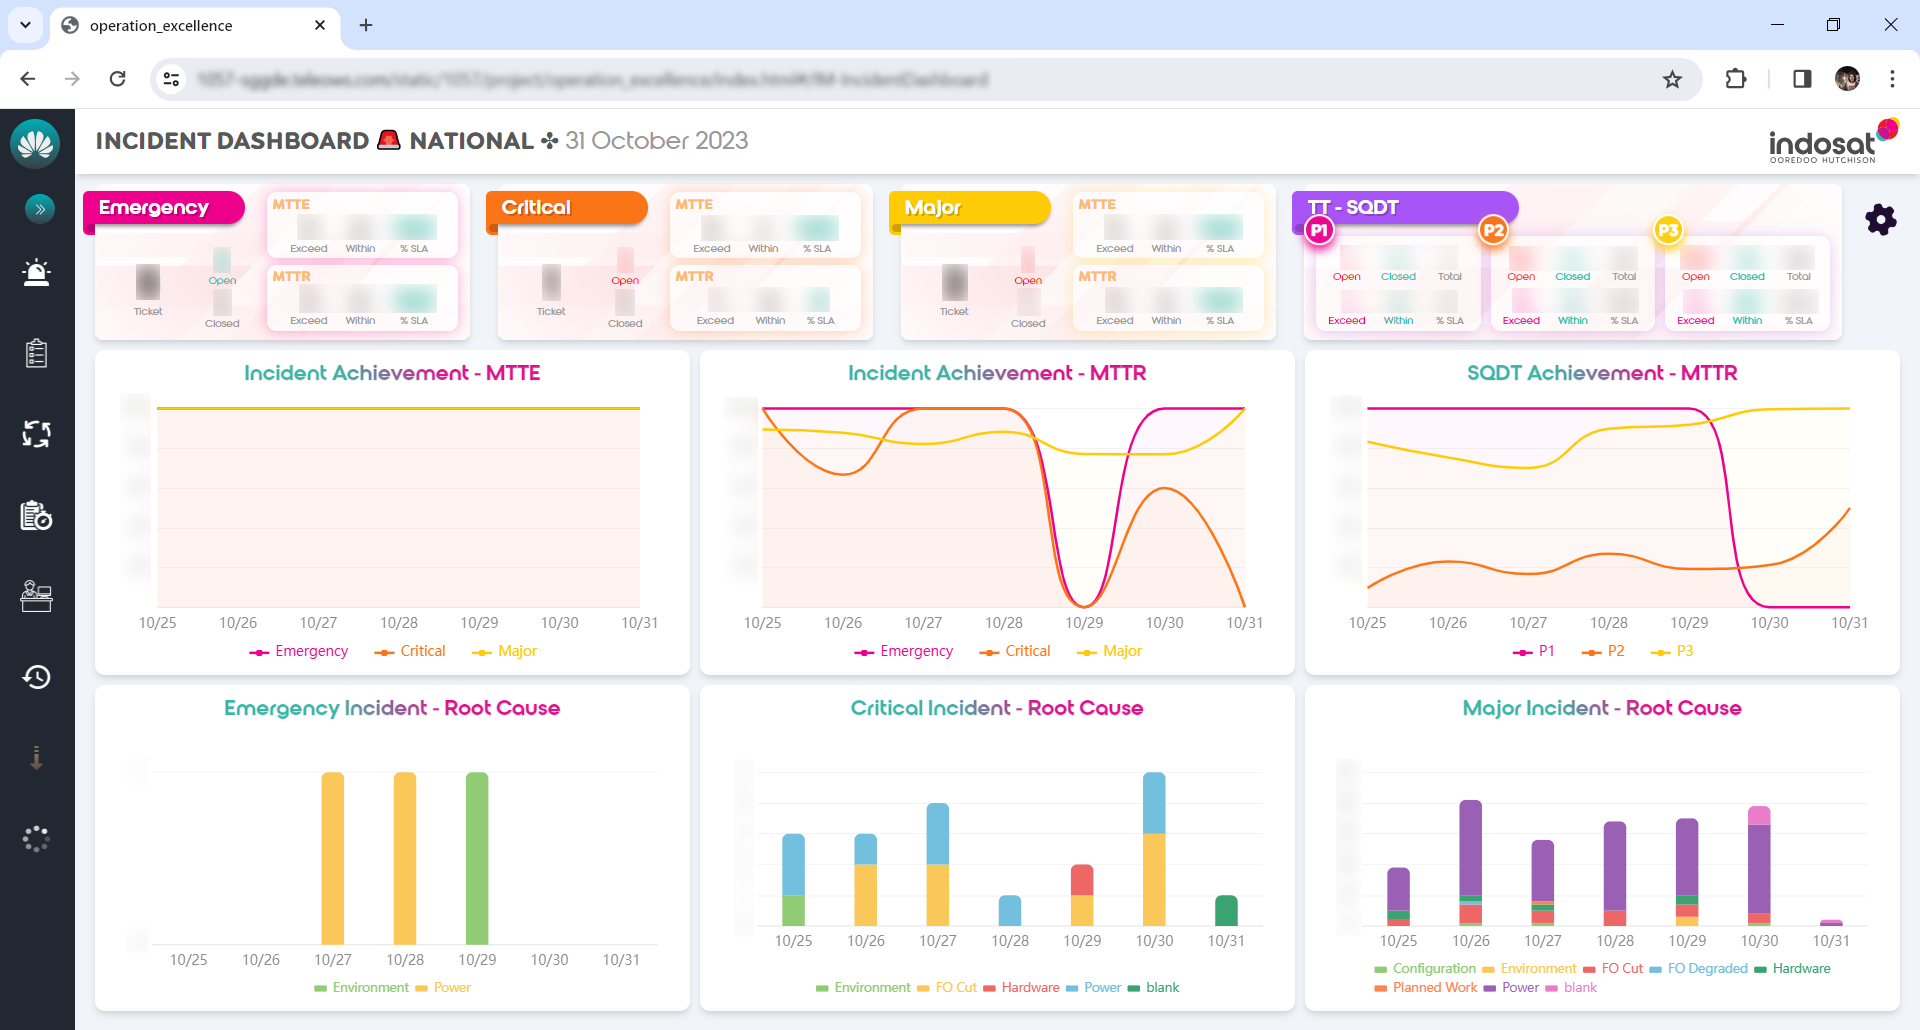 operation_excellence
INCIDENT DASHBOARD 🚨 NATIONAL ✣ 31 October 2023
indosat
OOREDOO HUTCHISON
Emergency
Ticket
Open
Closed
MTTE
Exceed Within % SLA
MTTR
Exceed Within % SLA
Critical
Ticket
Open
Closed
MTTE
Exceed Within % SLA
MTTR
Exceed Within % SLA
Major
Ticket
Open
Closed
MTTE
Exceed Within % SLA
MTTR
Exceed Within % SLA
TT - SQDT
P1
Open Closed Total
Exceed Within % SLA
P2
Open Closed Total
Exceed Within % SLA
P3
Open Closed Total
Exceed Within % SLA
Incident Achievement - MTTE
10/25 10/26 10/27 10/28 10/29 10/30 10/31
Emergency Critical Major
Incident Achievement - MTTR
10/25 10/26 10/27 10/28 10/29 10/30 10/31
Emergency Critical Major
SQDT Achievement - MTTR
10/25 10/26 10/27 10/28 10/29 10/30 10/31
P1 P2 P3
Emergency Incident - Root Cause
10/25 10/26 10/27 10/28 10/29 10/30 10/31
Environment Power
Critical Incident - Root Cause
10/25 10/26 10/27 10/28 10/29 10/30 10/31
Environment FO Cut Hardware Power blank
Major Incident - Root Cause
10/25 10/26 10/27 10/28 10/29 10/30 10/31
Configuration Environment FO Cut FO Degraded Hardware
Planned Work Power blank